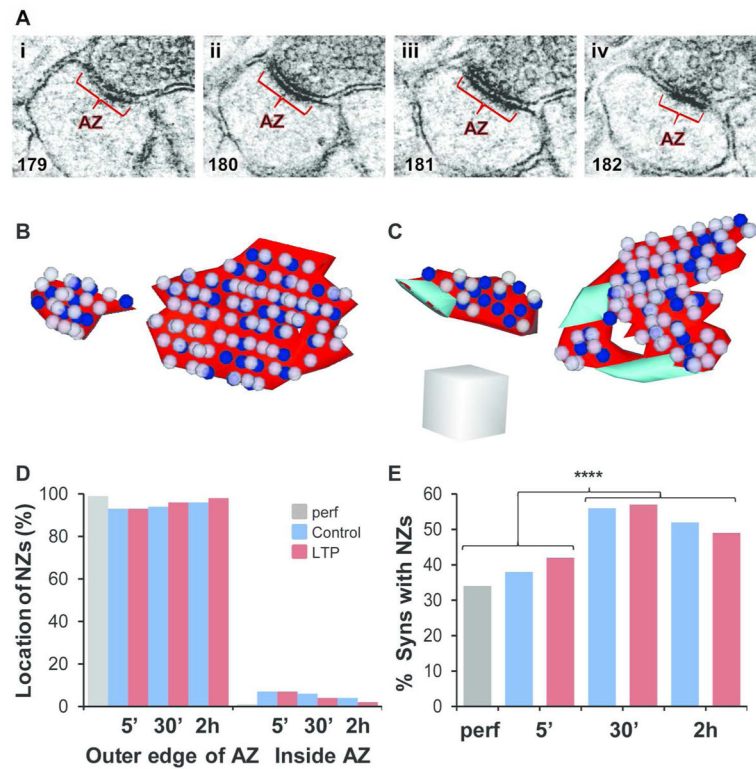 A
i
ii
iii
iv
AZ
AZ
AZ
AZ
179
180
181
182
B
C
D
Location of NZs (%)
100
80
60
40
20
0
perf
Control
LTP
5’ 30’ 2h 5’ 30’ 2h
Outer edge of AZ Inside AZ
E
% Syns with NZs
60
50
40
30
20
10
0
****
perf 5’ 30’ 2h